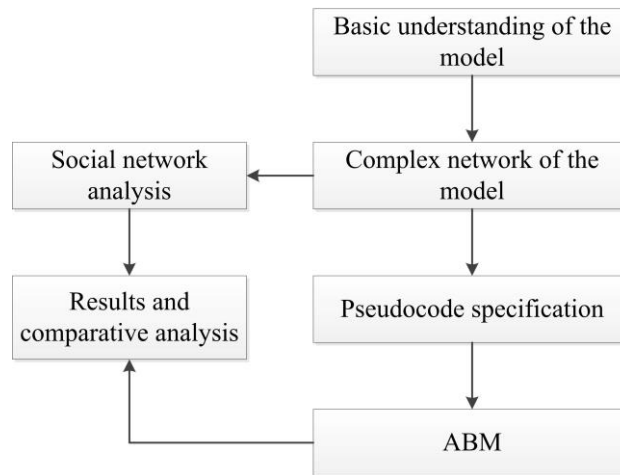 Basic understanding of the
model
Social network
analysis
Complex network of the
model
Results and
comparative analysis
Pseudocode specification
ABM